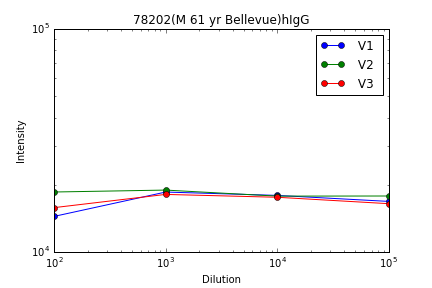 78202(M 61 yr Bellevue)hIgG
10^5
V1
V2
V3
Intensity
10^4
10^2
10^3
10^4
10^5
Dilution